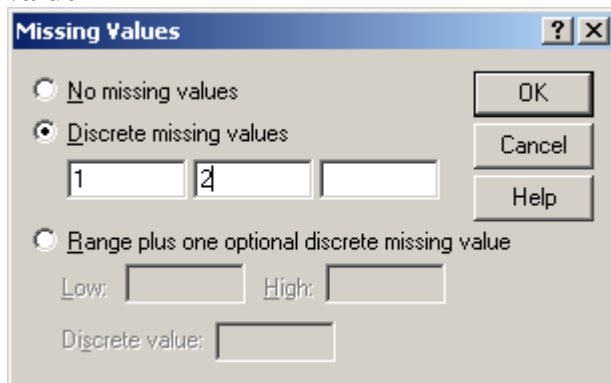 Missing Values
No missing values
OK
Discrete missing values
Cancel
1 2
Help
Range plus one optional discrete missing value
Low: High:
Discrete value: